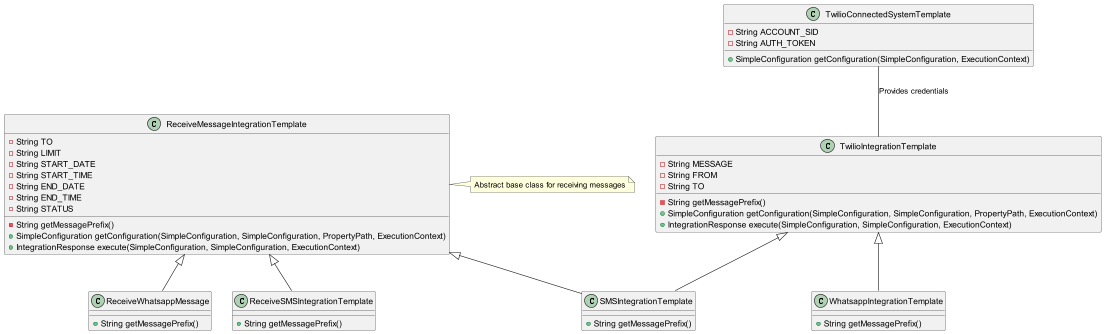 C TwilioConnectedSystemTemplate
String ACCOUNT_SID
String AUTH_TOKEN
SimpleConfiguration getConfiguration(SimpleConfiguration, ExecutionContext)
Provides credentials
C ReceiveMessageIntegrationTemplate
String TO
String LIMIT
String START_DATE
String START_TIME
String END_DATE
String END_TIME
String STATUS
String getMessagePrefix()
SimpleConfiguration getConfiguration(SimpleConfiguration, SimpleConfiguration, PropertyPath, ExecutionContext)
IntegrationResponse execute(SimpleConfiguration, SimpleConfiguration, ExecutionContext)
Abstract base class for receiving messages
C TwilioIntegrationTemplate
String MESSAGE
String FROM
String TO
String getMessagePrefix()
SimpleConfiguration getConfiguration(SimpleConfiguration, SimpleConfiguration, PropertyPath, ExecutionContext)
IntegrationResponse execute(SimpleConfiguration, SimpleConfiguration, ExecutionContext)
C ReceiveWhatsappMessage
String getMessagePrefix()
C ReceiveSMSIntegrationTemplate
String getMessagePrefix()
C SMSIntegrationTemplate
String getMessagePrefix()
C WhatsappIntegrationTemplate
String getMessagePrefix()